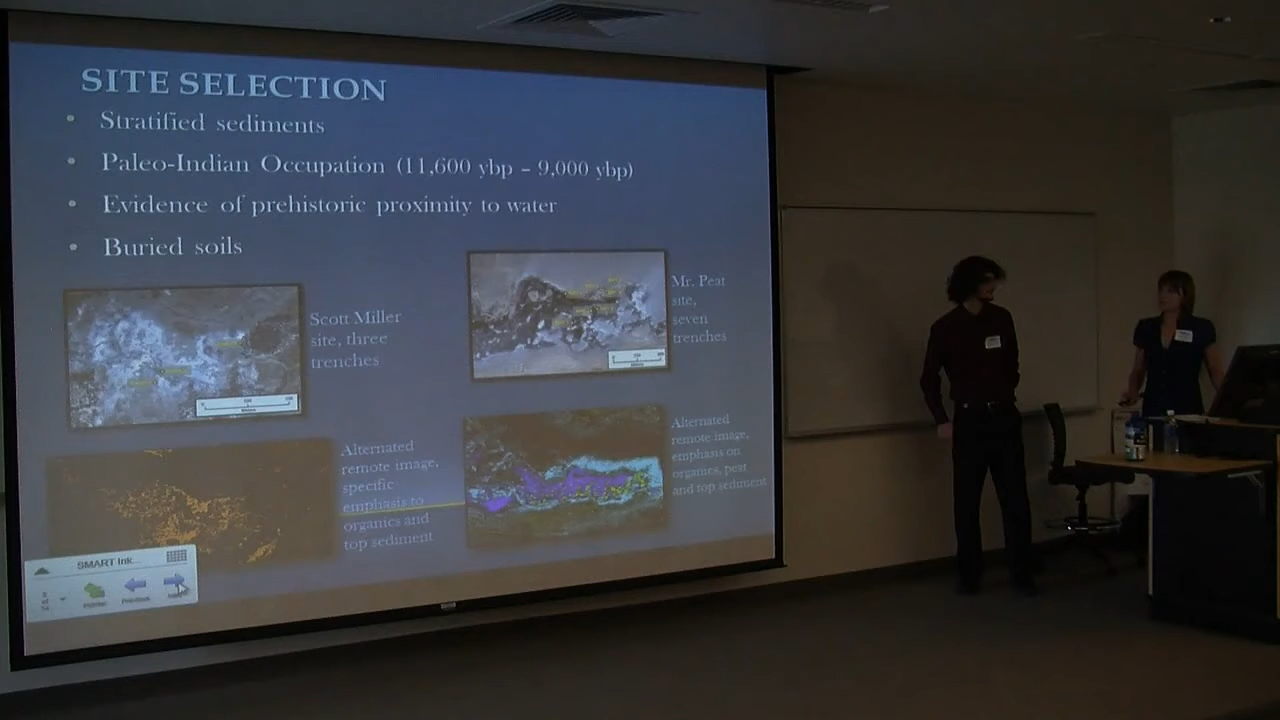 SITE SELECTION
• Stratified sediments
• Paleo-Indian Occupation (11,600 ybp – 9,000 ybp)
• Evidence of prehistoric proximity to water
• Buried soils
Scott Miller
site, three
trenches
Mr. Peat
site,
seven
trenches
Alternated
remote image,
specific
emphasis to
organics and
top sediment
Alternated
remote image,
emphasis on
organics, peat
and top sediment
SMART Ink...